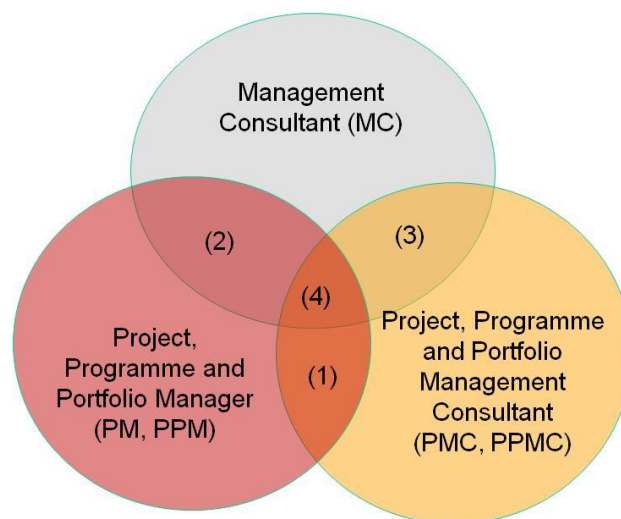 Management
Consultant (MC)
(2)
(3)
(4)
Project,
Programme and
Portfolio Manager
(PM, PPM)
(1)
Project, Programme
and Portfolio
Management
Consultant
(PMC, PPMC)